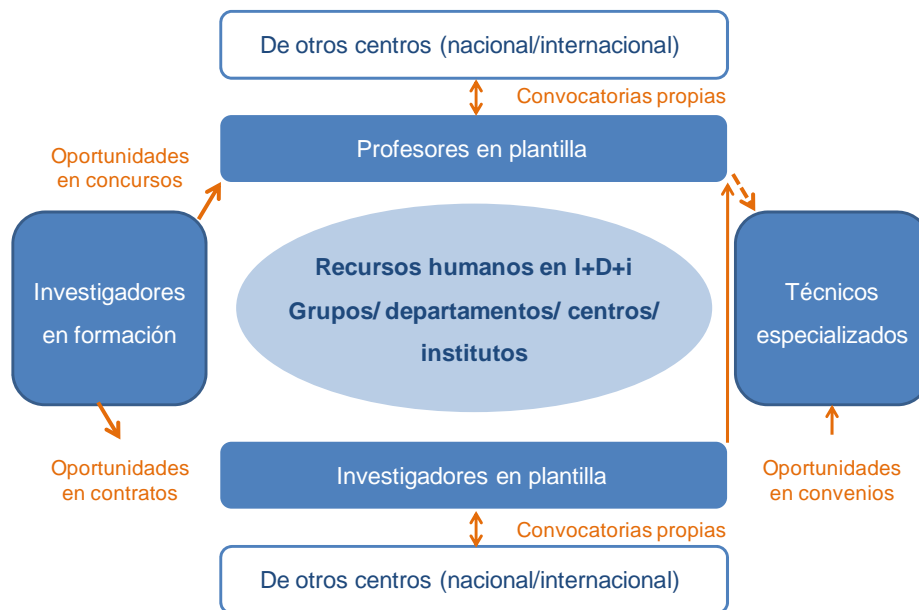 De otros centros (nacional/internacional)
Convocatorias propias
Profesores en plantilla
Oportunidades
en concursos
Investigadores
en formación
Recursos humanos en I+D+i
Grupos/ departamentos/ centros/
institutos
Técnicos
especializados
Oportunidades
en contratos
Investigadores en plantilla
Oportunidades
en convenios
Convocatorias propias
De otros centros (nacional/internacional)